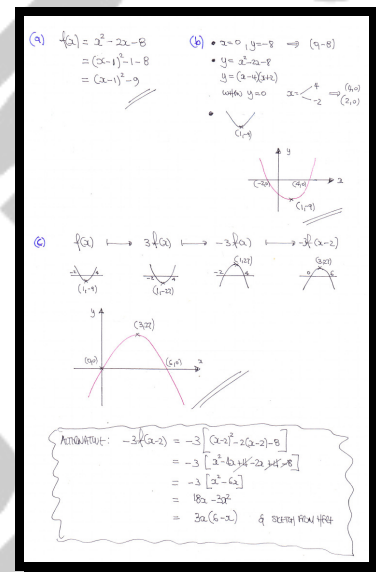 (a) f(x) = x² - 2x - 8
= (x-1)² - 1 - 8
= (x-1)² - 9
(b) • x=0, y=-8 ⟹ (0,-8)
• y = x²-2x-8
y = (x-4)(x+2)
when y=0 x= 4 -2 ⟹ (4,0) (2,0)
(1,-9)
y
(-2,0) (4,0) x
(1,-9)
(c) f(x) ⟼ 3f(x) ⟼ -3f(x) ⟼ -3f(x-2)
-2 4 -2 4 -2 4 0 6
(1,-9) (1,-27) (1,27) (3,27)
y
(3,27)
(0,0) (6,0) x
ALTERNATIVE: -3f(x-2) = -3[(x-2)²-2(x-2)-8]
= -3[x²-4x+4-2x+4-8]
= -3[x²-6x]
= 18x-3x²
= 3x(6-x) & SKETCH FROM HERE